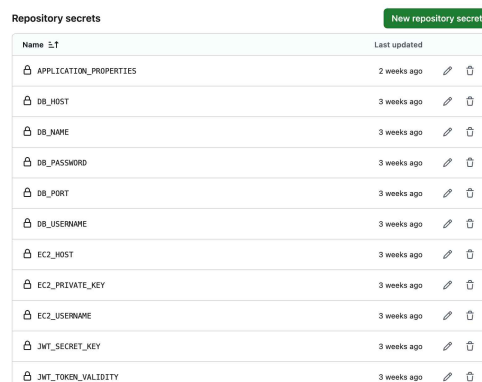 Repository secrets
New repository secret
Name Last updated
APPLICATION_PROPERTIES 2 weeks ago
DB_HOST 3 weeks ago
DB_NAME 3 weeks ago
DB_PASSWORD 3 weeks ago
DB_PORT 3 weeks ago
DB_USERNAME 3 weeks ago
EC2_HOST 3 weeks ago
EC2_PRIVATE_KEY 3 weeks ago
EC2_USERNAME 3 weeks ago
JWT_SECRET_KEY 3 weeks ago
JWT_TOKEN_VALIDITY 3 weeks ago